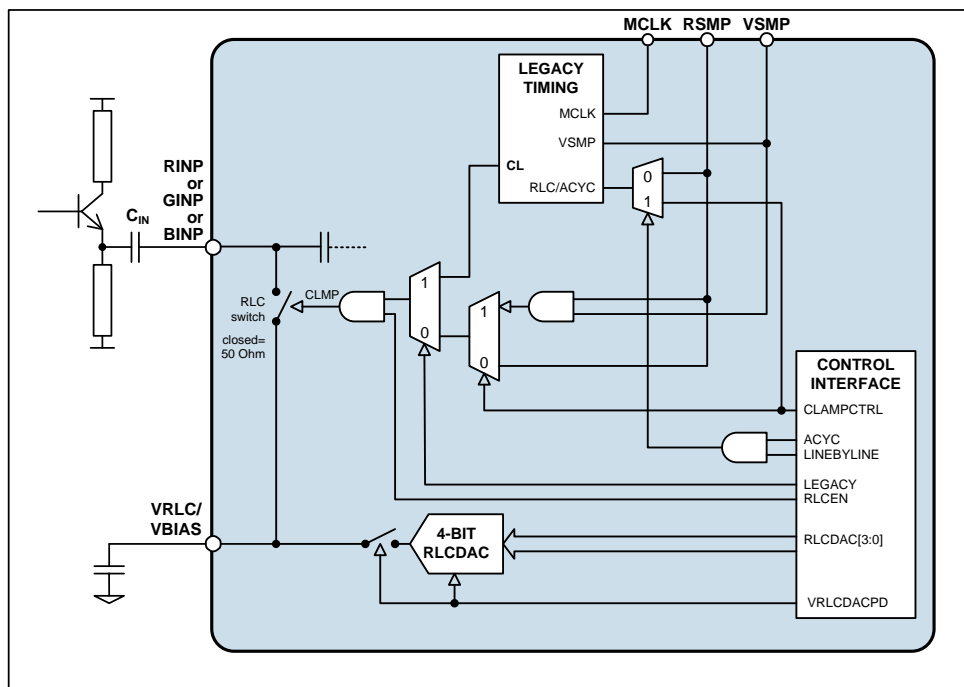 MCLK RSMP VSMP
LEGACY
TIMING
MCLK
VSMP
CL
RLC/ACYC
0
1
RINP
or
GINP
or
BINP
CIN
RLC
switch
closed=
50 Ohm
CLMP
1
0
1
0
CONTROL
INTERFACE
CLAMPCTRL
ACYC
LINEBYLINE
LEGACY
RLCEN
VRLC/
VBIAS
4-BIT
RLCDAC
RLCDAC[3:0]
VRLCDACPD